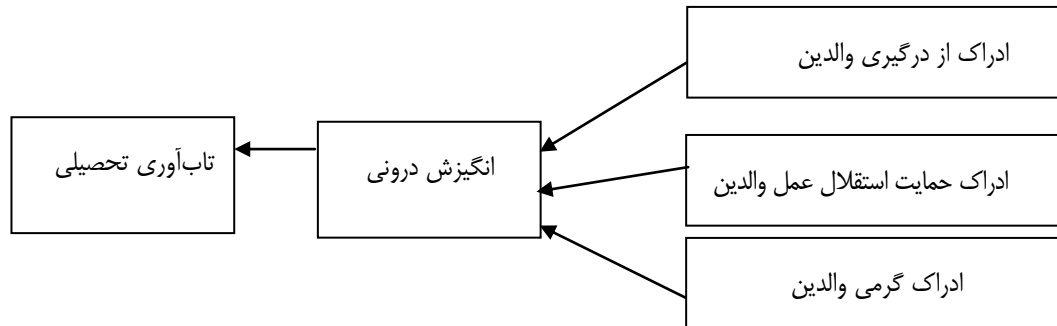 ادراک از درگیری والدین
ادراک حمایت استقلال عمل والدین
ادراک گرمی والدین
انگیزش درونی
تاب‌آوری تحصیلی